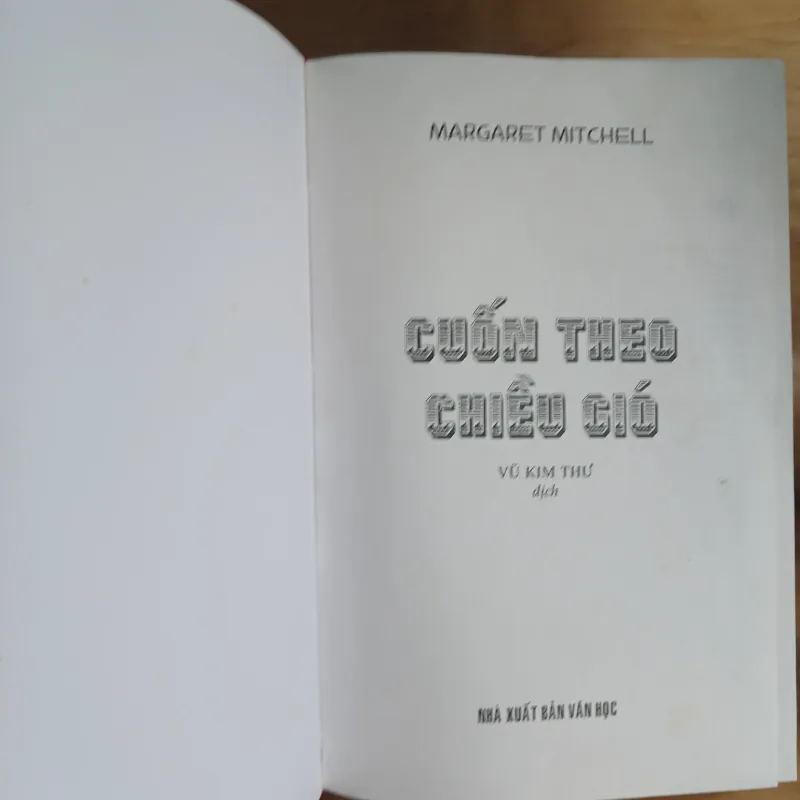 MARGARET MITCHELL
CUỐN THEO
CHIỀU GIÓ
VŨ KIM THƯ
dịch
NHÀ XUẤT BẢN VĂN HỌC